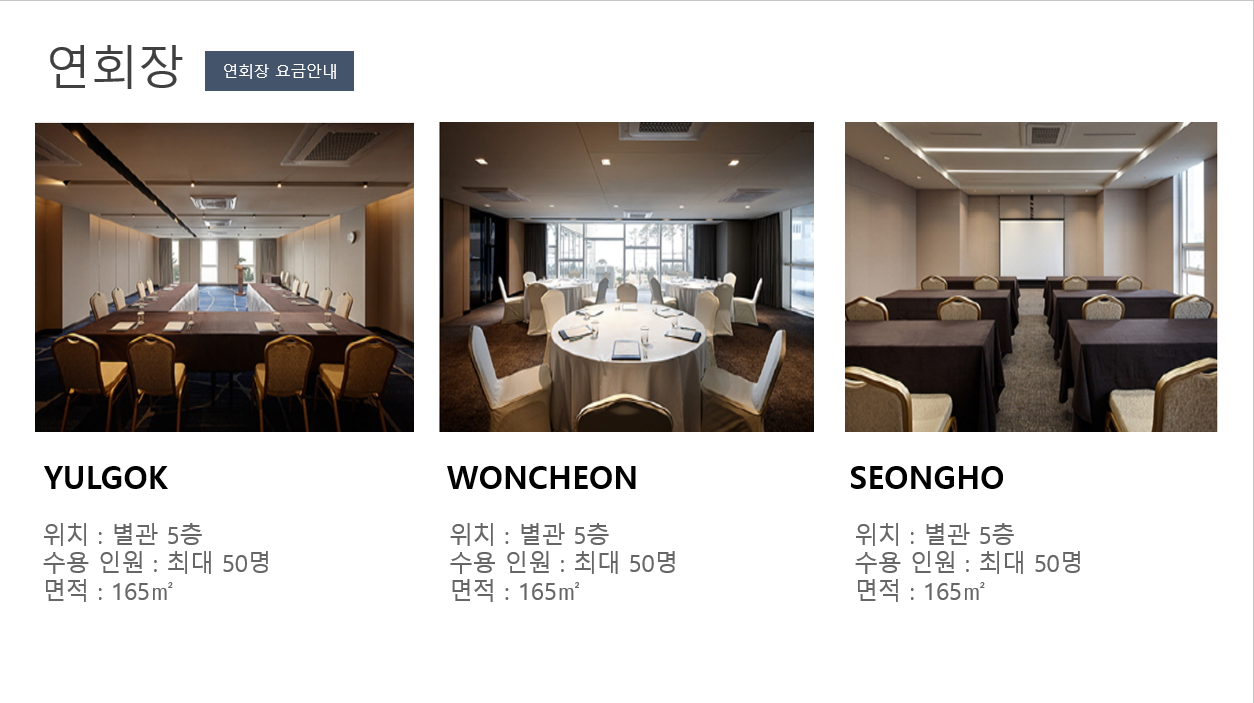 연회장
연회장 요금안내
YULGOK
위치 : 별관 5층
수용 인원 : 최대 50명
면적 : 165㎡
WONCHEON
위치 : 별관 5층
수용 인원 : 최대 50명
면적 : 165㎡
SEONGHO
위치 : 별관 5층
수용 인원 : 최대 50명
면적 : 165㎡